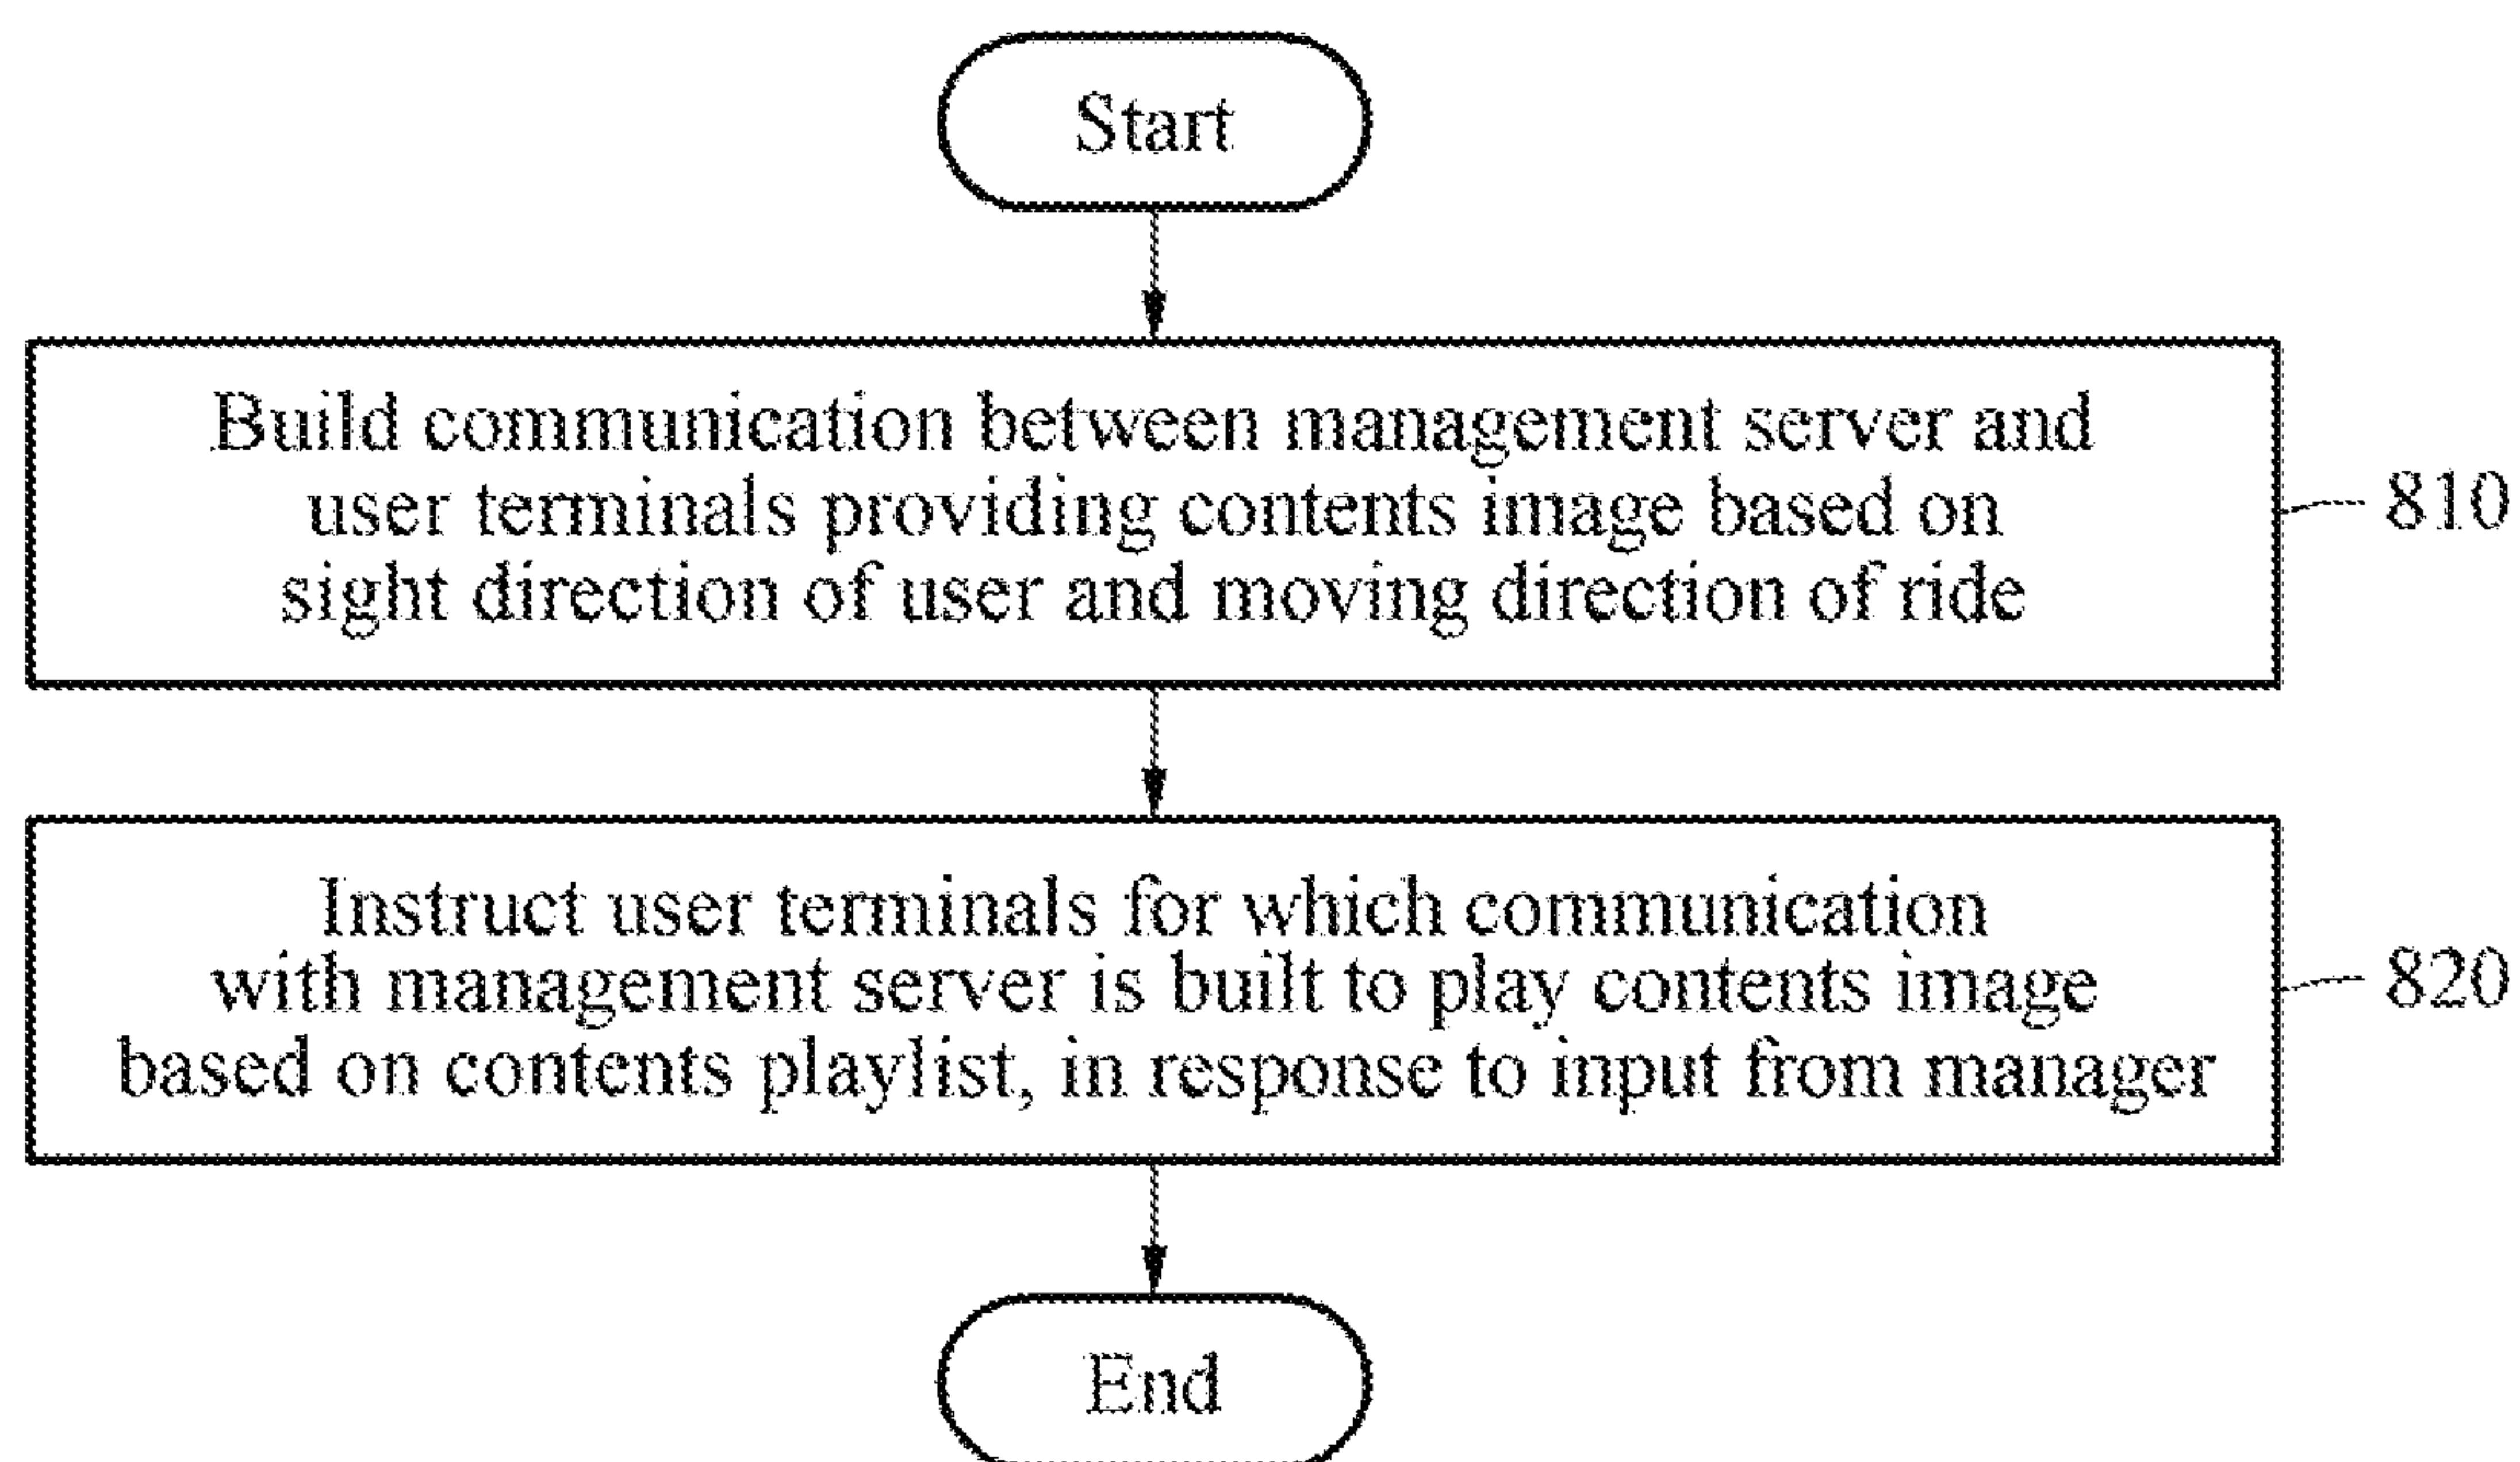 Start
Build communication between management server and
user terminals providing contents image based on
sight direction of user and moving direction of ride
810
Instruct user terminals for which communication
with management server is built to play contents image
based on contents playlist, in response to input from manager
820
End